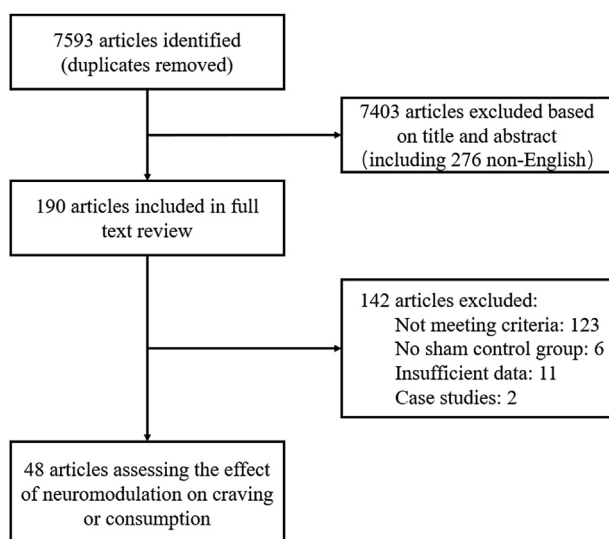 7593 articles identified
(duplicates removed)
7403 articles excluded based
on title and abstract
（including 276 non-English）
190 articles included in full
text review
142 articles excluded:
Not meeting criteria: 123
No sham control group: 6
Insufficient data: 11
Case studies: 2
48 articles assessing the effect
of neuromodulation on craving
or consumption